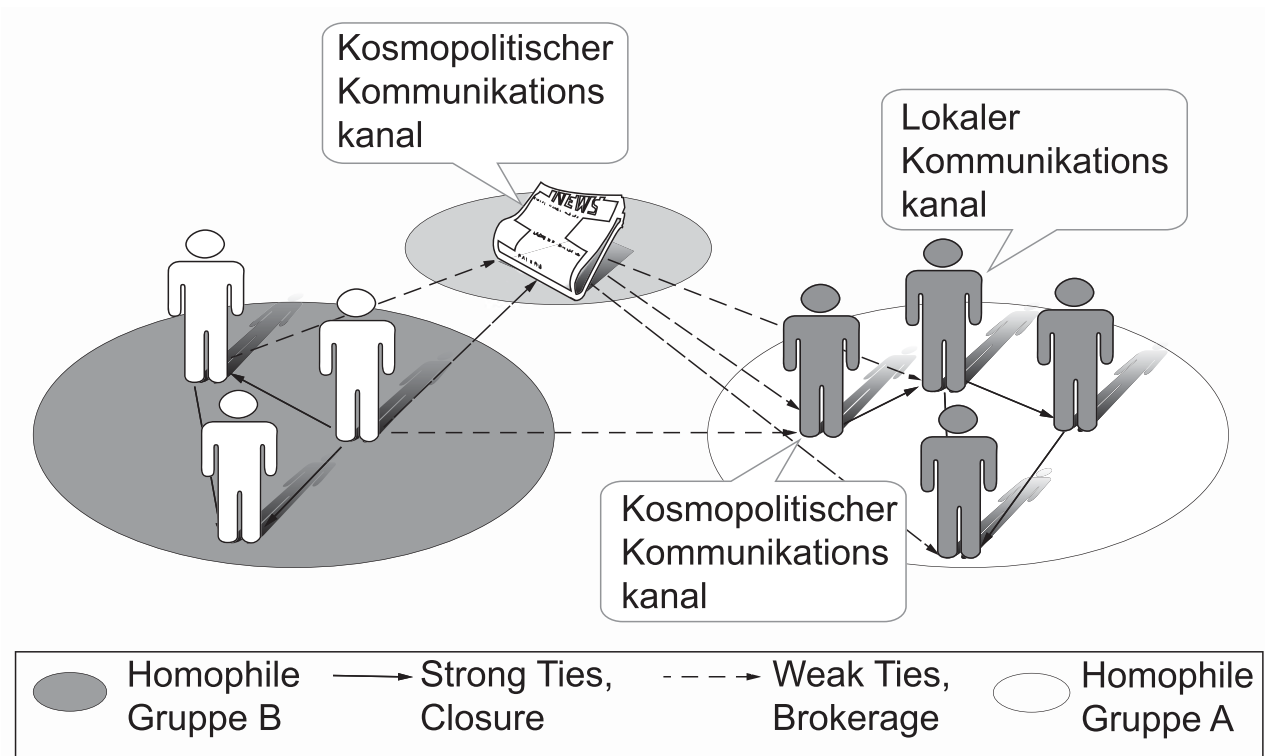 Kosmopolitischer
Kommunikations
kanal
Lokaler
Kommunikations
kanal
NEWS
Kosmopolitischer
Kommunikations
kanal
Homophile
Gruppe B
Strong Ties,
Closure
Weak Ties,
Brokerage
Homophile
Gruppe A